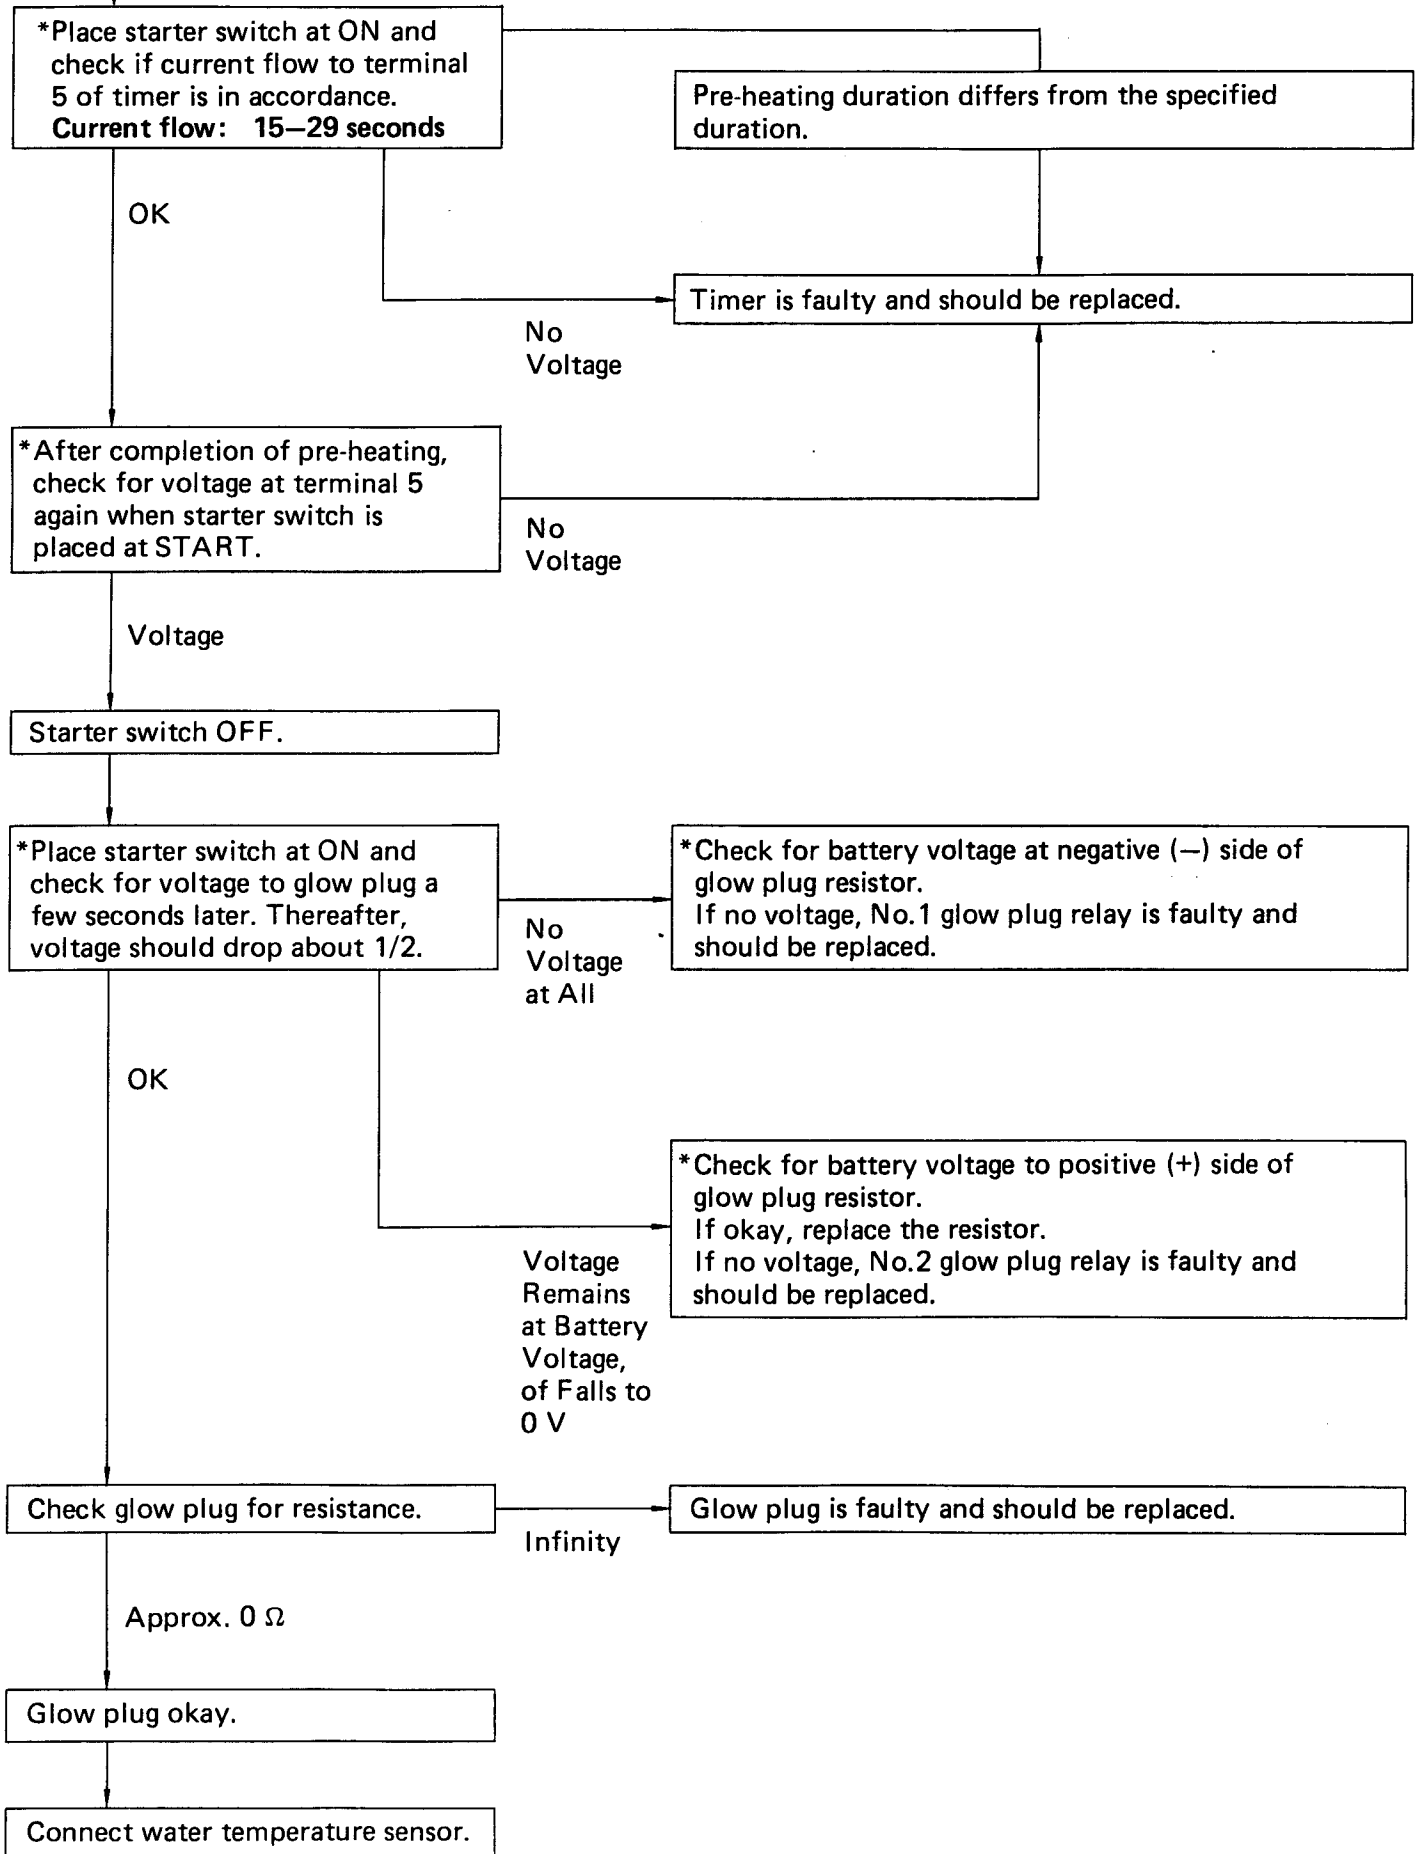 *Place starter switch at ON and
check if current flow to terminal
5 of timer is in accordance.
Current flow: 15—29 seconds
Pre-heating duration differs from the specified
duration.
OK
Timer is faulty and should be replaced.
No
Voltage
*After completion of pre-heating,
check for voltage at terminal 5
again when starter switch is
placed at START.
No
Voltage
Voltage
Starter switch OFF.
*Place starter switch at ON and
check for voltage to glow plug a
few seconds later. Thereafter,
voltage should drop about 1/2.
No
Voltage
at All
*Check for battery voltage at negative (—) side of
glow plug resistor.
If no voltage, No.1 glow plug relay is faulty and
should be replaced.
OK
*Check for battery voltage to positive (+) side of
glow plug resistor.
If okay, replace the resistor.
If no voltage, No.2 glow plug relay is faulty and
should be replaced.
Voltage
Remains
at Battery
Voltage,
of Falls to
0 V
Check glow plug for resistance.
Infinity
Glow plug is faulty and should be replaced.
Approx. 0 Ω
Glow plug okay.
Connect water temperature sensor.